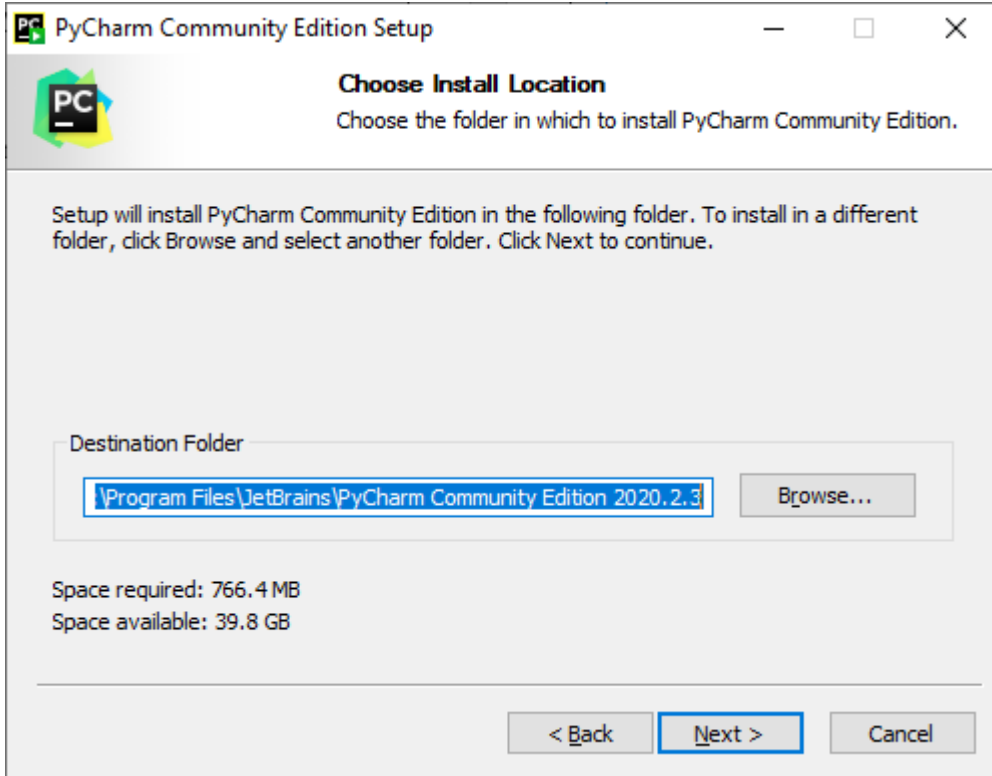 PyCharm Community Edition Setup
Choose Install Location
Choose the folder in which to install PyCharm Community Edition.
PC
Setup will install PyCharm Community Edition in the following folder. To install in a different
folder, click Browse and select another folder. Click Next to continue.
Destination Folder
:\Program Files\JetBrains\PyCharm Community Edition 2020.2.3
Browse...
Space required: 766.4 MB
Space available: 39.8 GB
< Back
Next >
Cancel